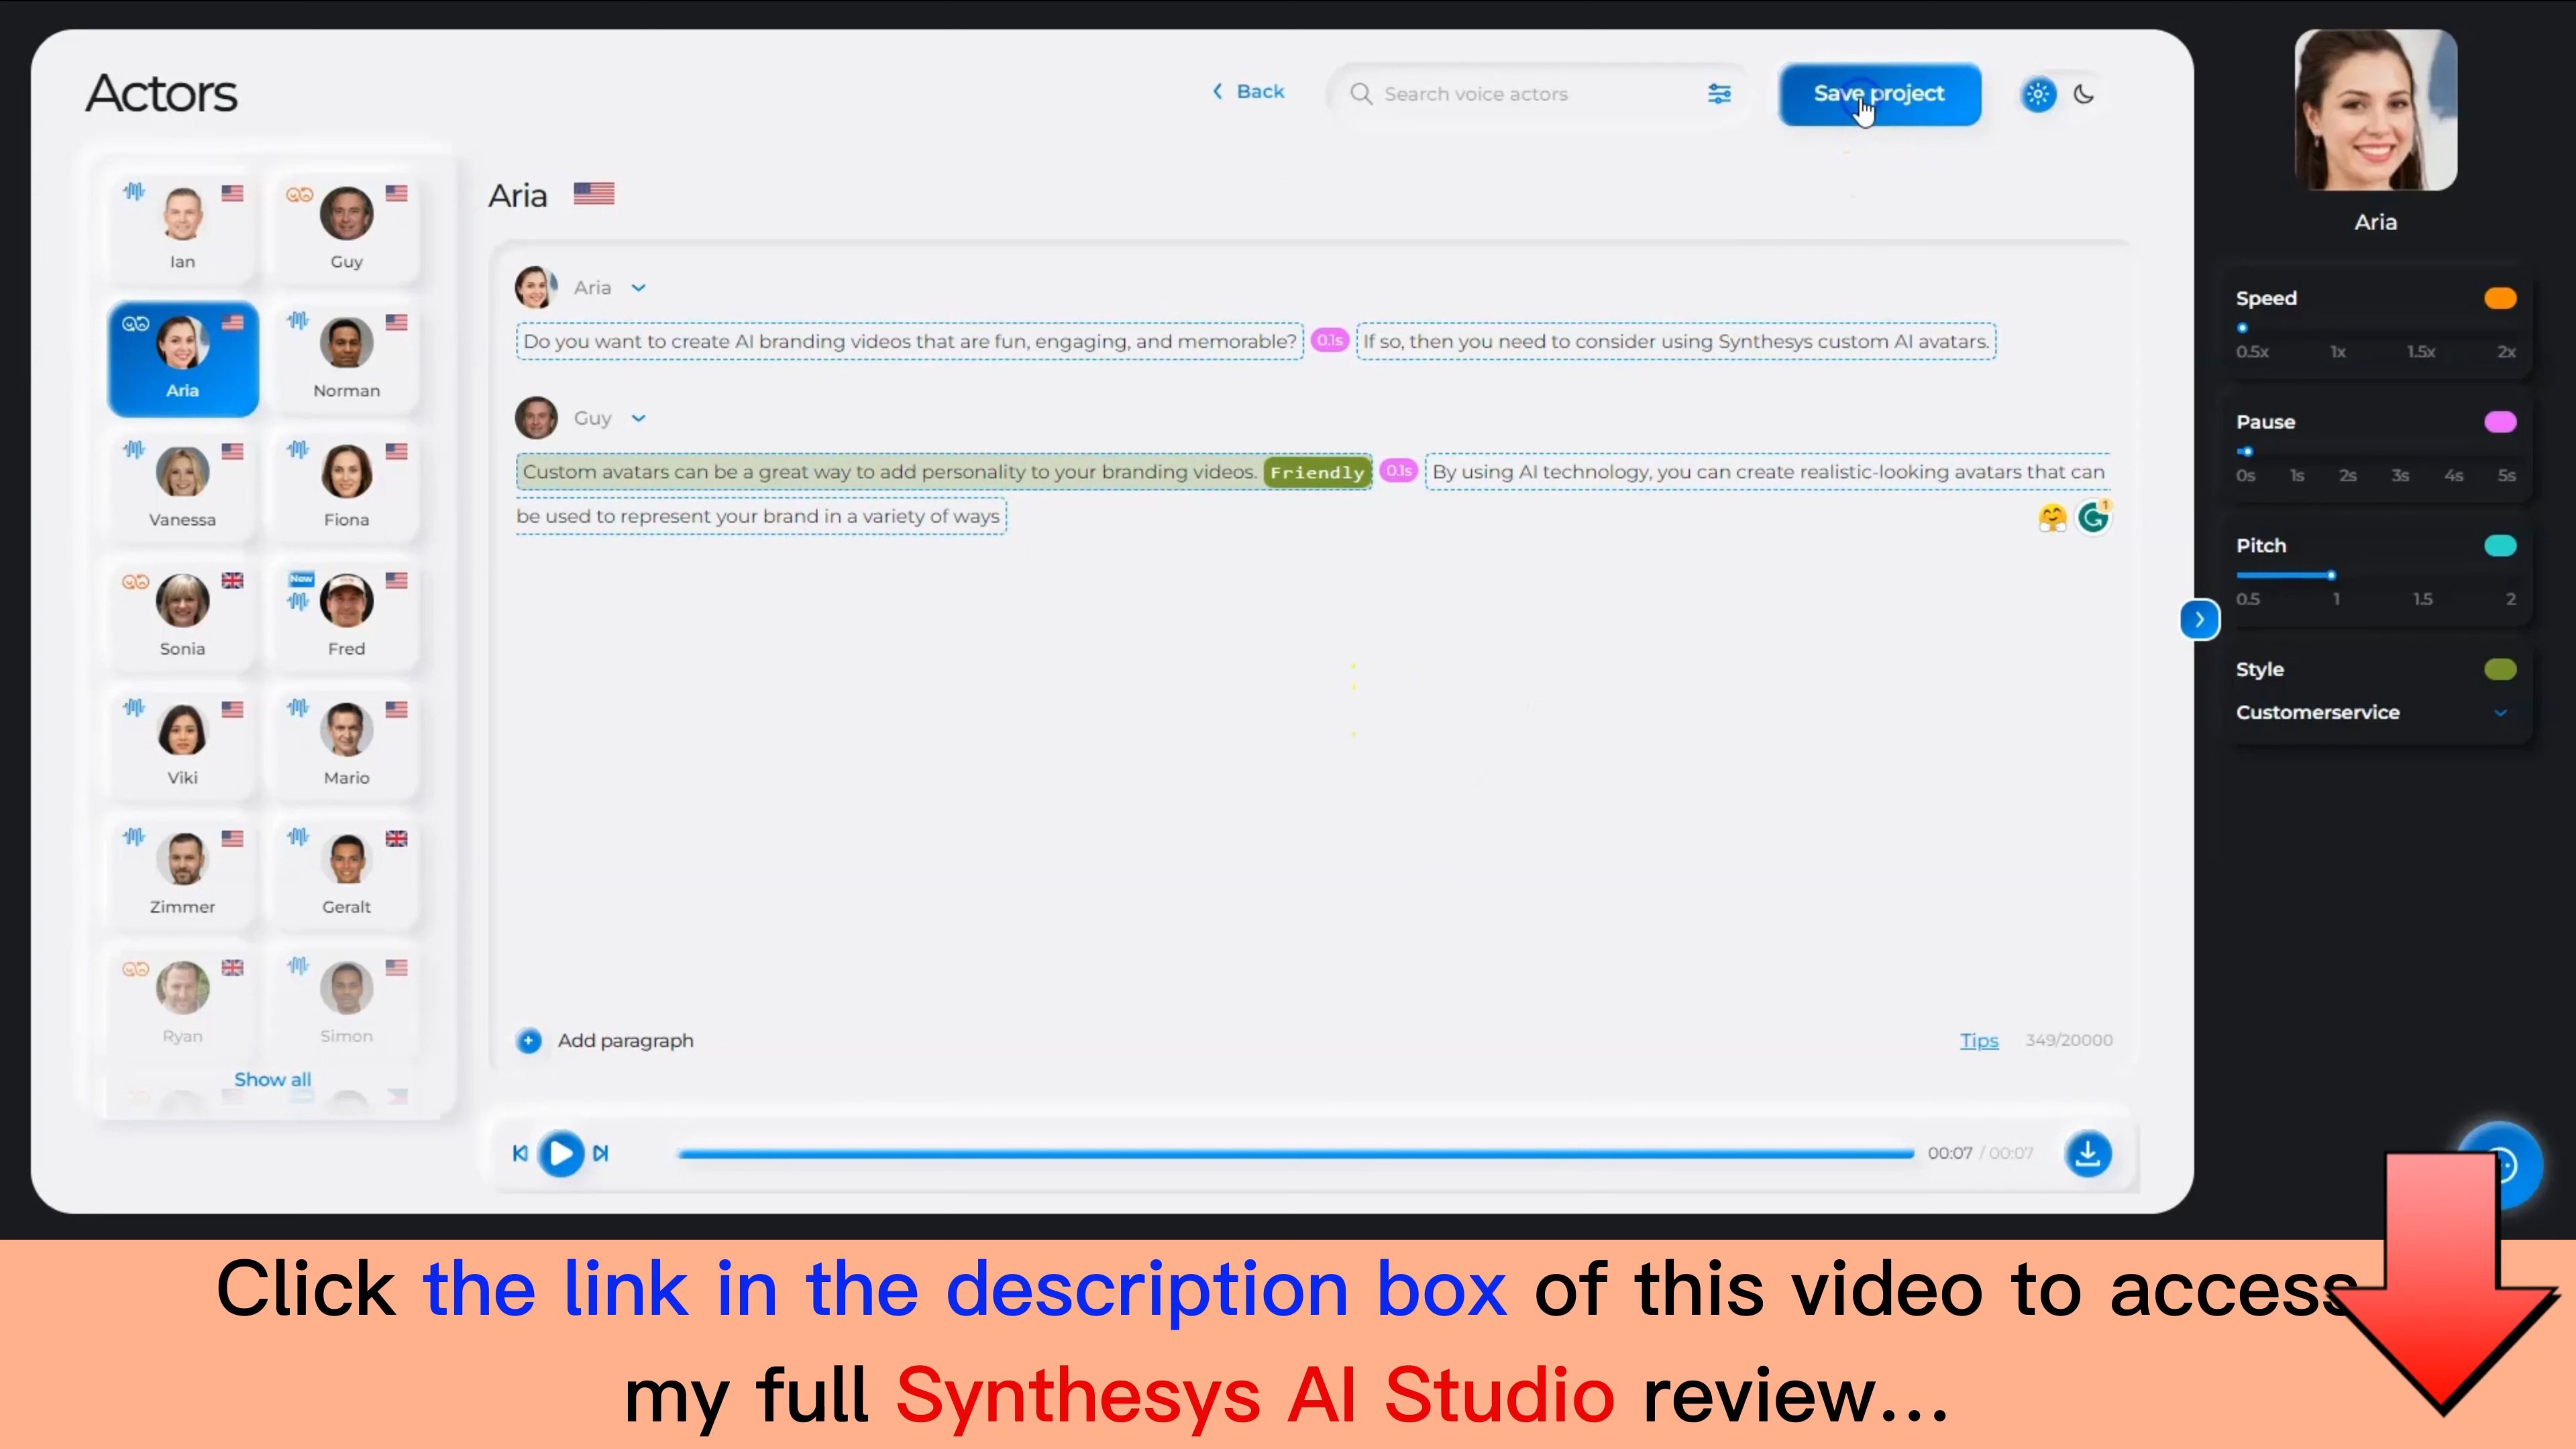 Actors
Back
Search voice actors
Save project
Ian
Guy
Aria
Norman
Vanessa
Fiona
Sonia
New
Fred
Viki
Mario
Zimmer
Geralt
Ryan
Simon
Show all
Aria
Aria
Do you want to create AI branding videos that are fun, engaging, and memorable? 0.1s If so, then you need to consider using Synthesys custom AI avatars.
Guy
Custom avatars can be a great way to add personality to your branding videos. Friendly 0.1s By using AI technology, you can create realistic-looking avatars that can
be used to represent your brand in a variety of ways
1
Add paragraph
Tips 349/20000
00:07 / 00:07
Aria
Speed
0.5x 1x 1.5x 2x
Pause
0s 1s 2s 3s 4s 5s
Pitch
0.5 1 1.5 2
Style
Customerservice
Click the link in the description box of this video to access
my full Synthesys AI Studio review...